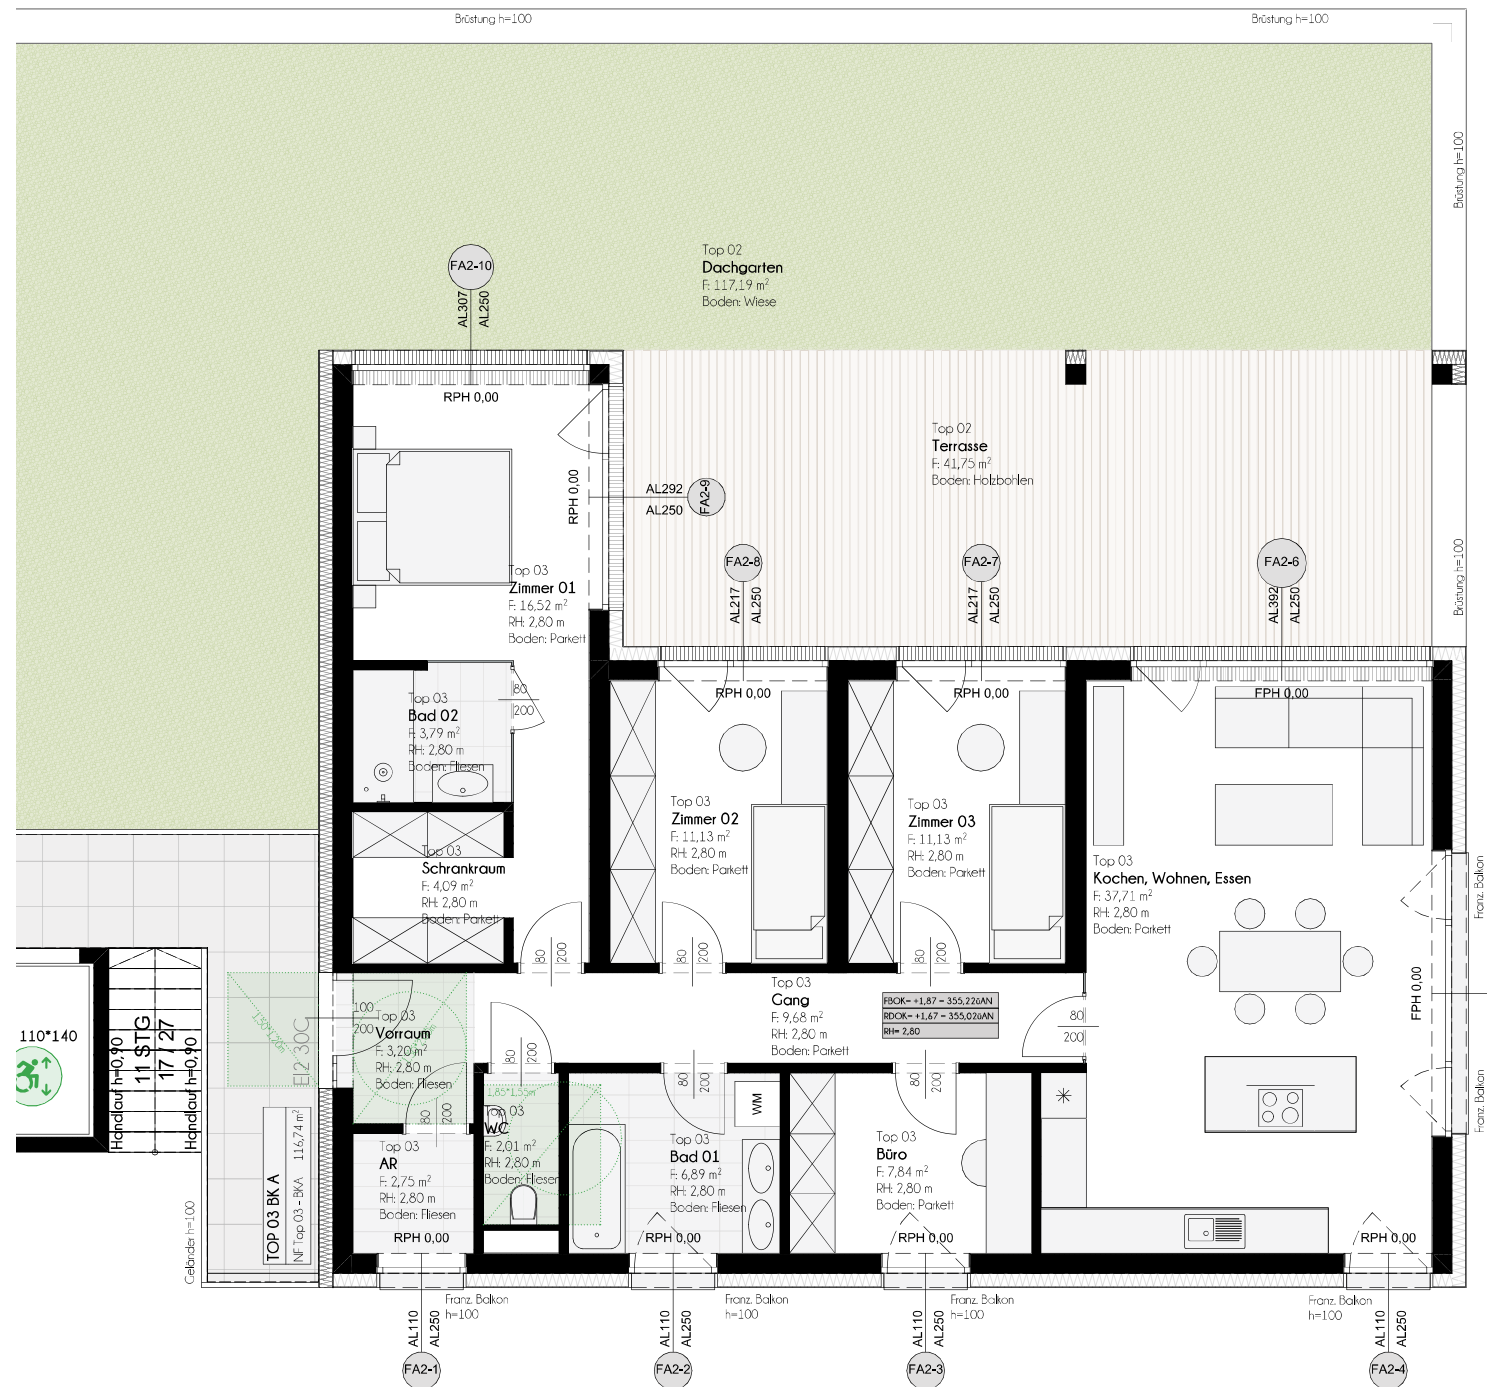 Brüstung h=100
Brüstung h=100
Brüstung h=100
Brüstung h=100
Top 02
Dachgarten
F: 117,19 m²
Boden: Wiese
FA2-10
AL307
AL250
RPH 0,00
Top 02
Terrasse
F: 41,75 m²
Boden: Holzbohlen
RPH 0,00
AL292
AL250
FA2-9
FA2-8
AL217
AL250
FA2-7
AL217
AL250
FA2-6
AL392
AL250
Top 03
Zimmer 01
F: 16,52 m²
RH: 2,80 m
Boden: Parkett
RPH 0,00
RPH 0,00
FPH 0,00
Top 03
Bad 02
F: 3,79 m²
RH: 2,80 m
Boden: Fliesen
80
200
Top 03
Zimmer 02
F: 11,13 m²
RH: 2,80 m
Boden: Parkett
Top 03
Zimmer 03
F: 11,13 m²
RH: 2,80 m
Boden: Parkett
Top 03
Schrankraum
F: 4,09 m²
RH: 2,80 m
Boden: Parkett
Top 03
Kochen, Wohnen, Essen
F: 37,71 m²
RH: 2,80 m
Boden: Parkett
Franz. Balkon
Franz. Balkon
FPH 0,00
80
200
80
200
80
200
Top 03
Gang
F: 9,68 m²
RH: 2,80 m
Boden: Parkett
FBOK= +1,87 = 355,22üAN
RDOK= +1,67 = 355,02üAN
RH= 2,80
80
200
110*140
Handlauf h=0,90
11 STG
17 / 27
Handlauf h=0,90
1,50*1,20m
EI2 30C
100
200
Top 03
Vorraum
F: 3,20 m²
RH: 2,80 m
Boden: Fliesen
80
200
80
200
80
200
80
200
1,85*1,55m
Top 03
WC
F: 2,01 m²
RH: 2,80 m
Boden: Fliesen
WM
Top 03
AR
F: 2,75 m²
RH: 2,80 m
Boden: Fliesen
RPH 0,00
Top 03
Bad 01
F: 6,89 m²
RH: 2,80 m
Boden: Fliesen
RPH 0,00
Top 03
Büro
F: 7,84 m²
RH: 2,80 m
Boden: Parkett
RPH 0,00
RPH 0,00
TOP 03 BK A
NF Top 03 - BKA 116,74 m²
Geländer h=100
Franz. Balkon
h=100
Franz. Balkon
h=100
Franz. Balkon
h=100
Franz. Balkon
h=100
AL110
AL250
FA2-1
AL110
AL250
FA2-2
AL110
AL250
FA2-3
AL110
AL250
FA2-4